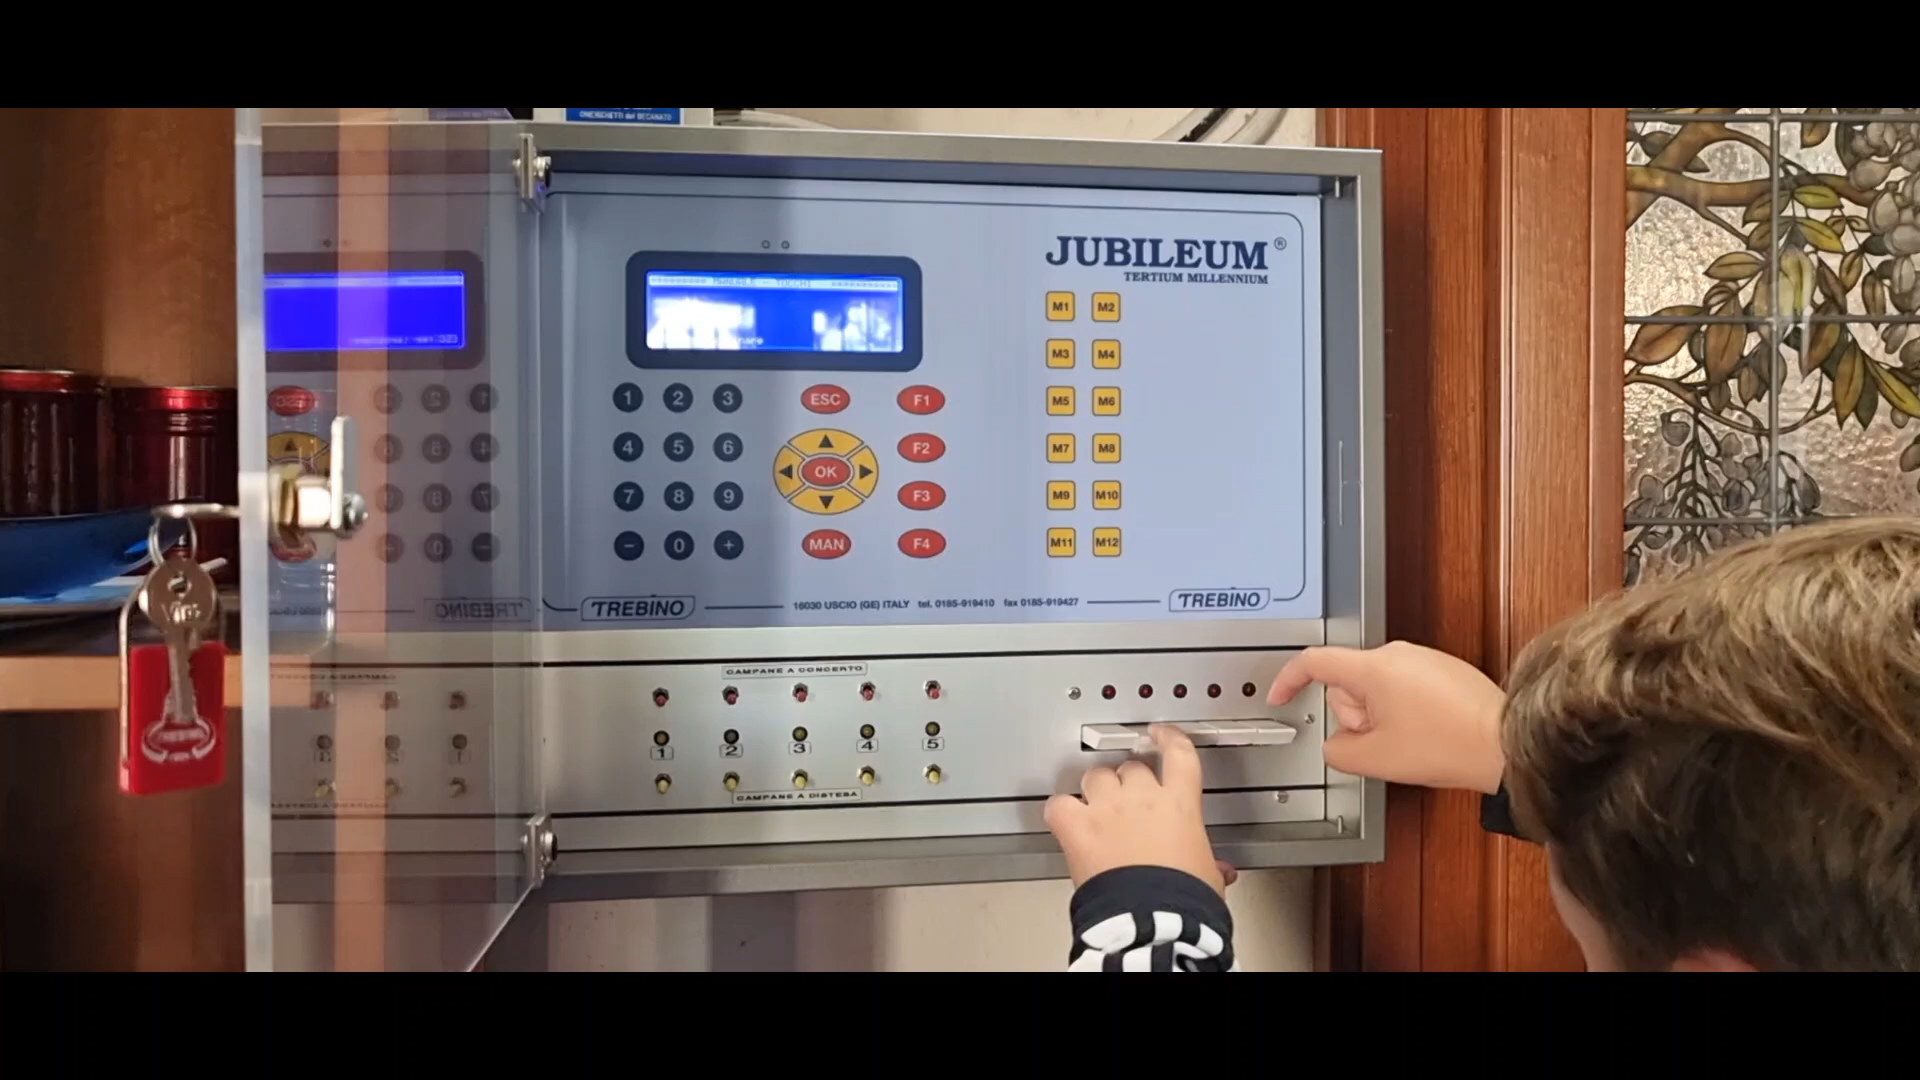 JUBILEUM ®
TERTIUM MILLENNIUM
MANUALE - TOCCHI
M1 M2
M3 M4
M5 M6
M7 M8
M9 M10
M11 M12
1 2 3 ESC F1
4 5 6 F2
OK
7 8 9 F3
- 0 + MAN F4
TREBINO 16030 USCIO (GE) ITALY tel. 0185-919410 fax 0185-919427 TREBINO
CAMPANE A CONCERTO
1 2 3 4 5
CAMPANE A DISTESA